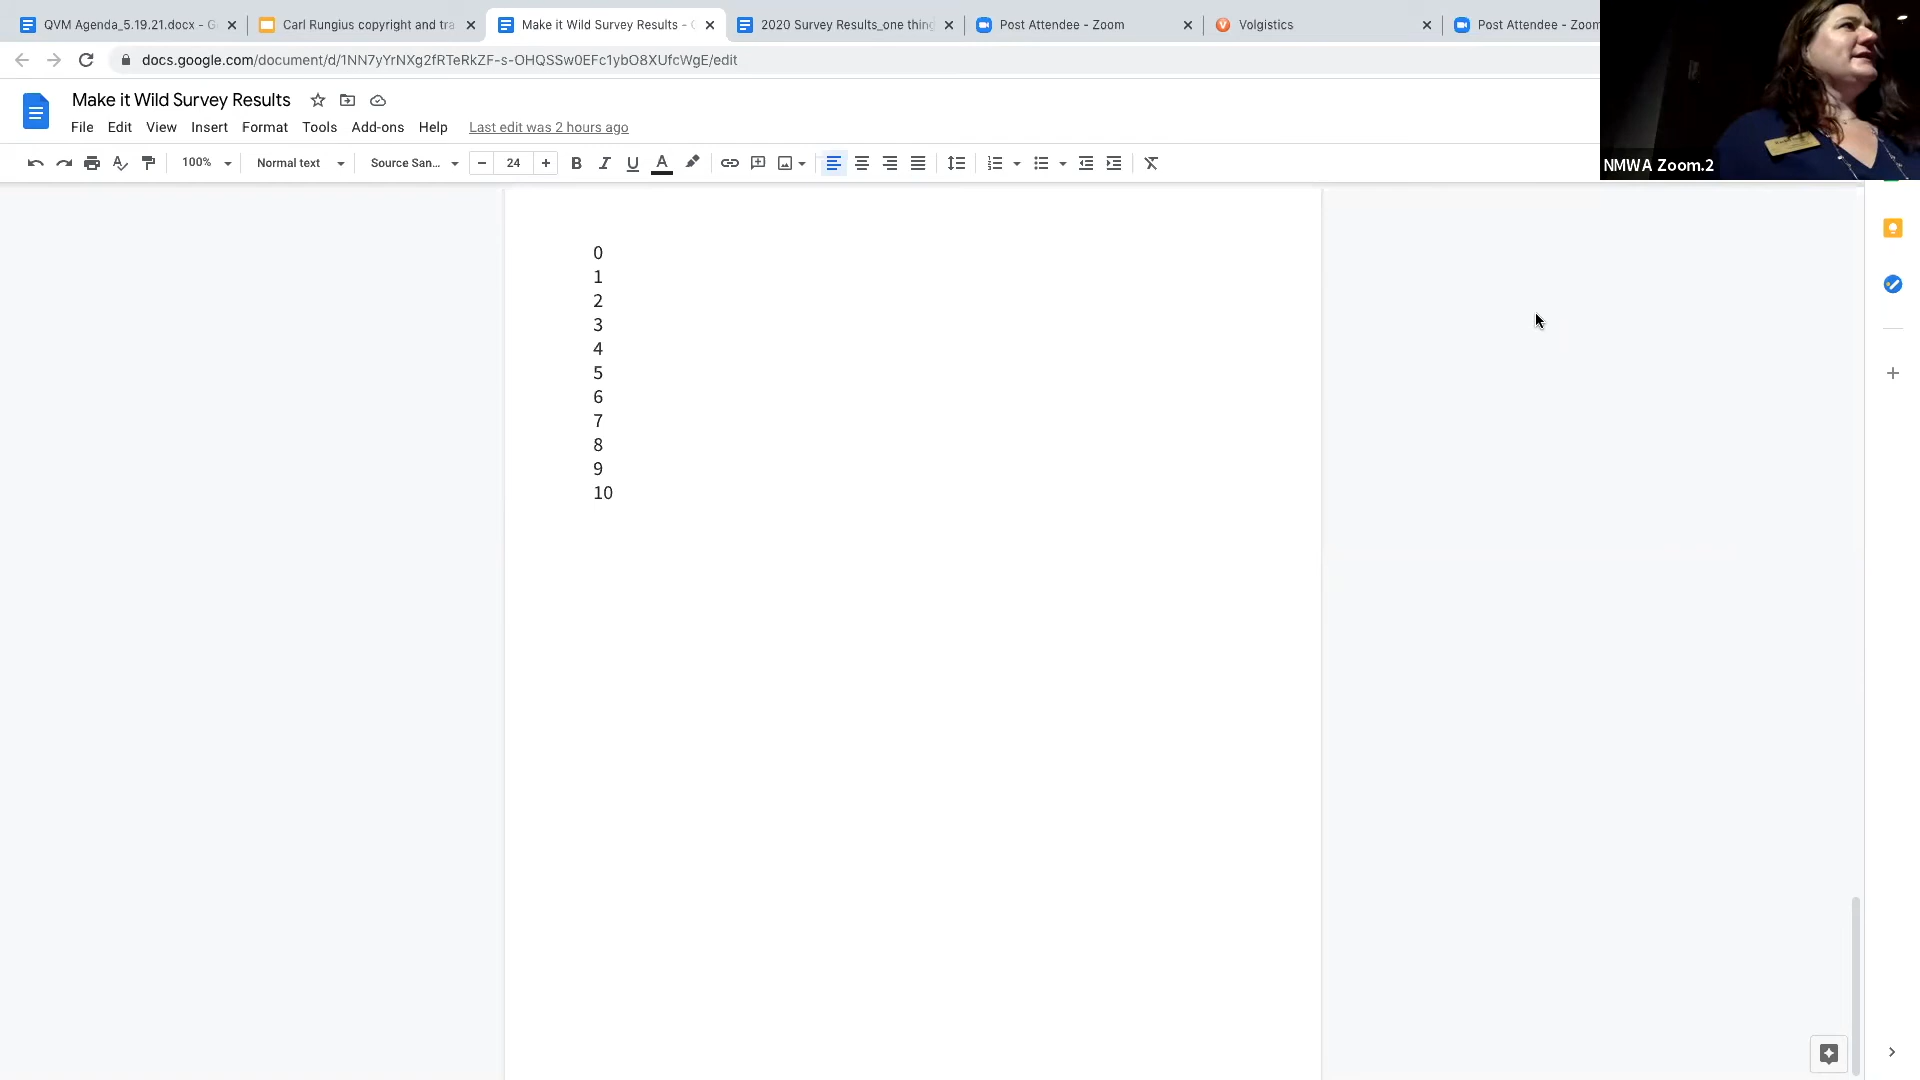 QVM Agenda_5.19.21.docx - G
Carl Rungius copyright and tra
Make it Wild Survey Results -
2020 Survey Results_one thing
Post Attendee - Zoom
Volgistics
Post Attendee - Zoom
docs.google.com/document/d/1NN7yYrNXg2fRTeRkZF-s-OHQSSw0EFc1ybO8XUfcWgE/edit
Make it Wild Survey Results
File Edit View Insert Format Tools Add-ons Help Last edit was 2 hours ago
100% Normal text Source San... − 24 + B I U A
NMWA Zoom.2
0
1
2
3
4
5
6
7
8
9
10